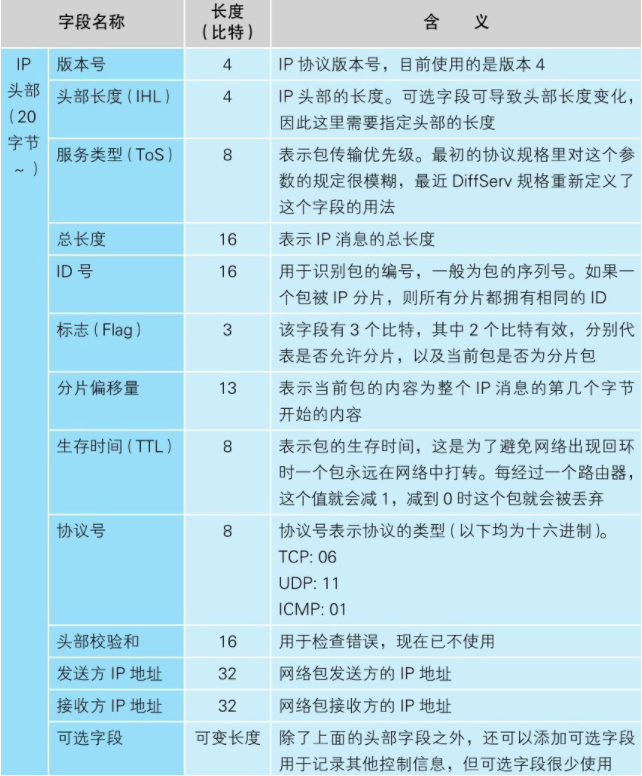 字段名称 长度（比特） 含 义
IP 头部（20 字节～）
版本号 4 IP 协议版本号，目前使用的是版本 4
头部长度（IHL） 4 IP 头部的长度。可选字段可导致头部长度变化，
因此这里需要指定头部的长度
服务类型（ToS） 8 表示包传输优先级。最初的协议规格里对这个参
数的规定很模糊，最近 DiffServ 规格重新定义了
这个字段的用法
总长度 16 表示 IP 消息的总长度
ID 号 16 用于识别包的编号，一般为包的序列号。如果一
个包被 IP 分片，则所有分片都拥有相同的 ID
标志（Flag） 3 该字段有 3 个比特，其中 2 个比特有效，分别代
表是否允许分片，以及当前包是否为分片包
分片偏移量 13 表示当前包的内容为整个 IP 消息的第几个字节
开始的内容
生存时间（TTL） 8 表示包的生存时间，这是为了避免网络出现回环
时一个包永远在网络中打转。每经过一个路由器，
这个值就会减 1，减到 0 时这个包就会被丢弃
协议号 8 协议号表示协议的类型（以下均为十六进制）。
TCP: 06
UDP: 11
ICMP: 01
头部校验和 16 用于检查错误，现在已不使用
发送方 IP 地址 32 网络包发送方的 IP 地址
接收方 IP 地址 32 网络包接收方的 IP 地址
可选字段 可变长度 除了上面的头部字段之外，还可以添加可选字段
用于记录其他控制信息，但可选字段很少使用